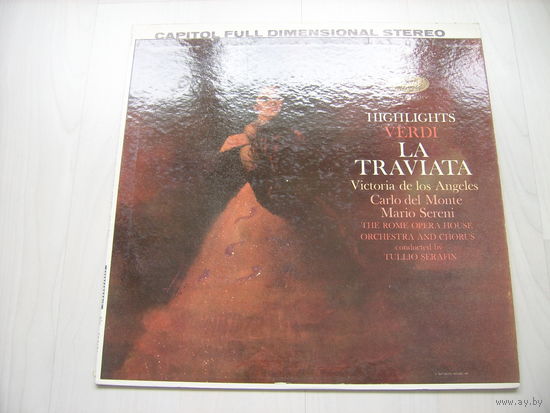 CAPITOL FULL DIMENSIONAL STEREO
HIGHLIGHTS
VERDI
LA
TRAVIATA
Victoria de los Angeles
Carlo del Monte
Mario Sereni
THE ROME OPERA HOUSE
ORCHESTRA AND CHORUS
conducted by
TULLIO SERAFIN
www.ay.by